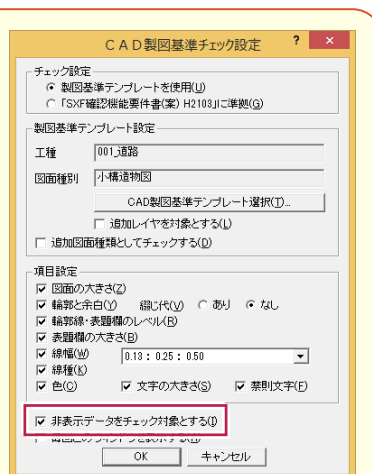 CAD製図基準チェック設定 ? ×
チェック設定
製図基準テンプレートを使用(U)
「SXF確認機能要件書(案) H2103」に準拠(G)
製図基準テンプレート設定
工種 001_道路
図面種別 小構造物図
CAD製図基準テンプレート選択(T)...
追加レイヤを対象とする(L)
追加図面種類としてチェックする(D)
項目設定
図面の大きさ(Z)
輪郭と余白(Y) 綴じ代(V) あり なし
輪郭線・表題欄のレベル(R)
表題欄の大きさ(B)
線幅(W) 0.13 : 0.25 : 0.50
線種(K)
色(C) 文字の大きさ(S) 禁則文字(F)
非表示データをチェック対象とする(I)
OK キャンセル